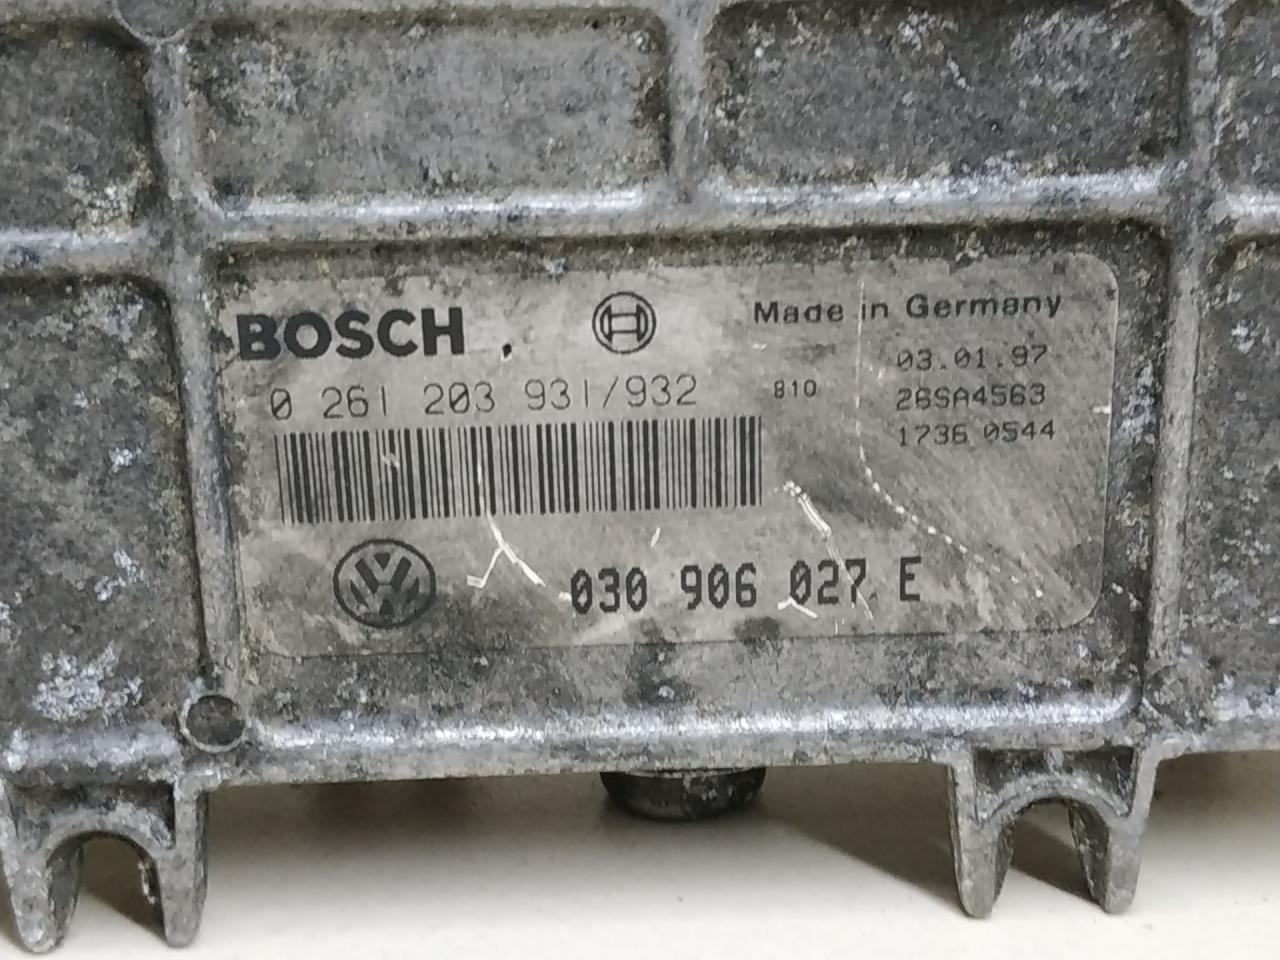 BOSCH
Made in Germany
03.01.97
0 261 203 931/932
810
26SA4563
1736 0544
030 906 027 E